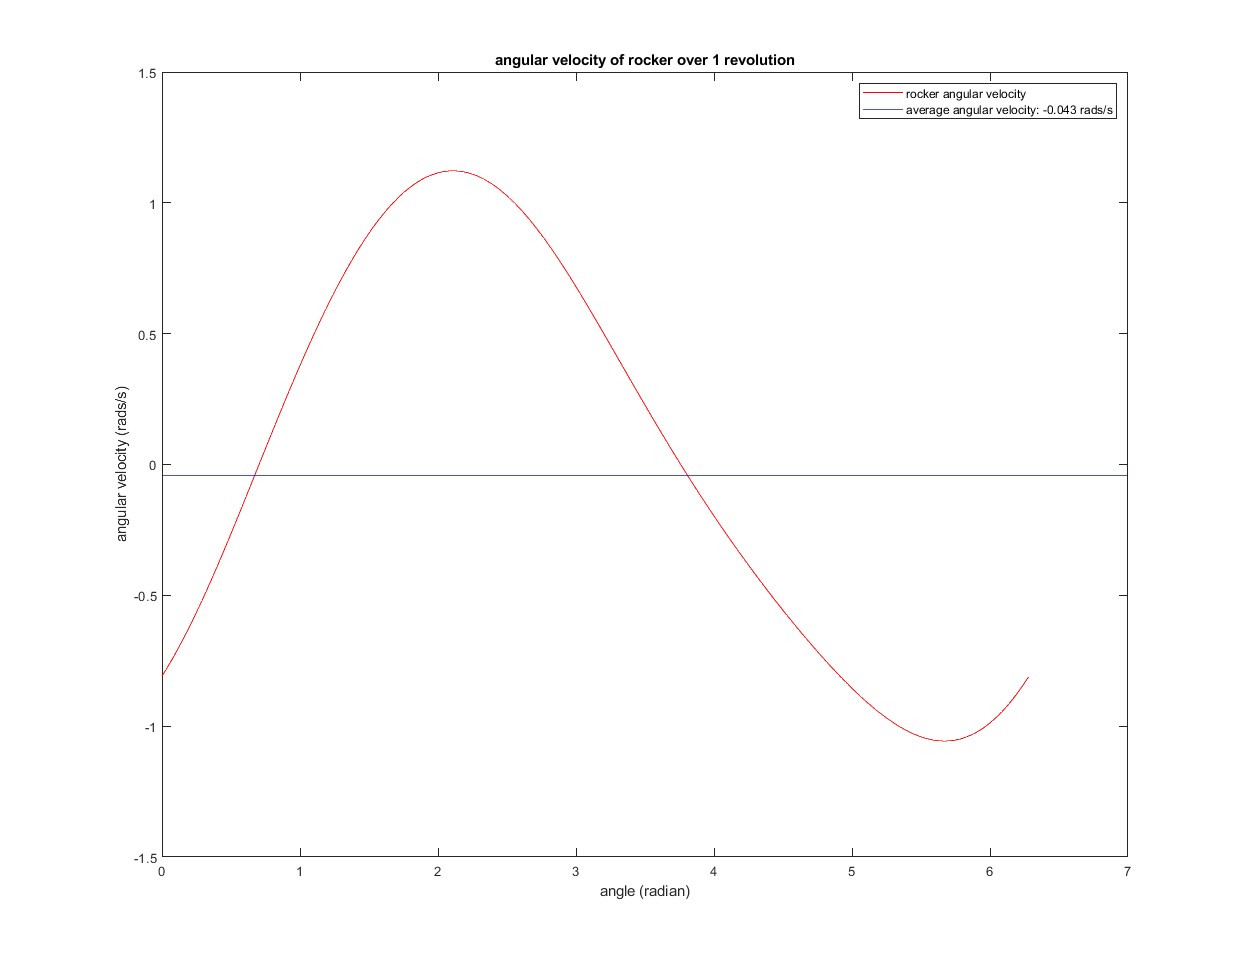 angular velocity of rocker over 1 revolution
rocker angular velocity
average angular velocity: -0.043 rads/s
angular velocity (rads/s)
1.5
1
0.5
0
-0.5
-1
-1.5
0 1 2 3 4 5 6 7
angle (radian)